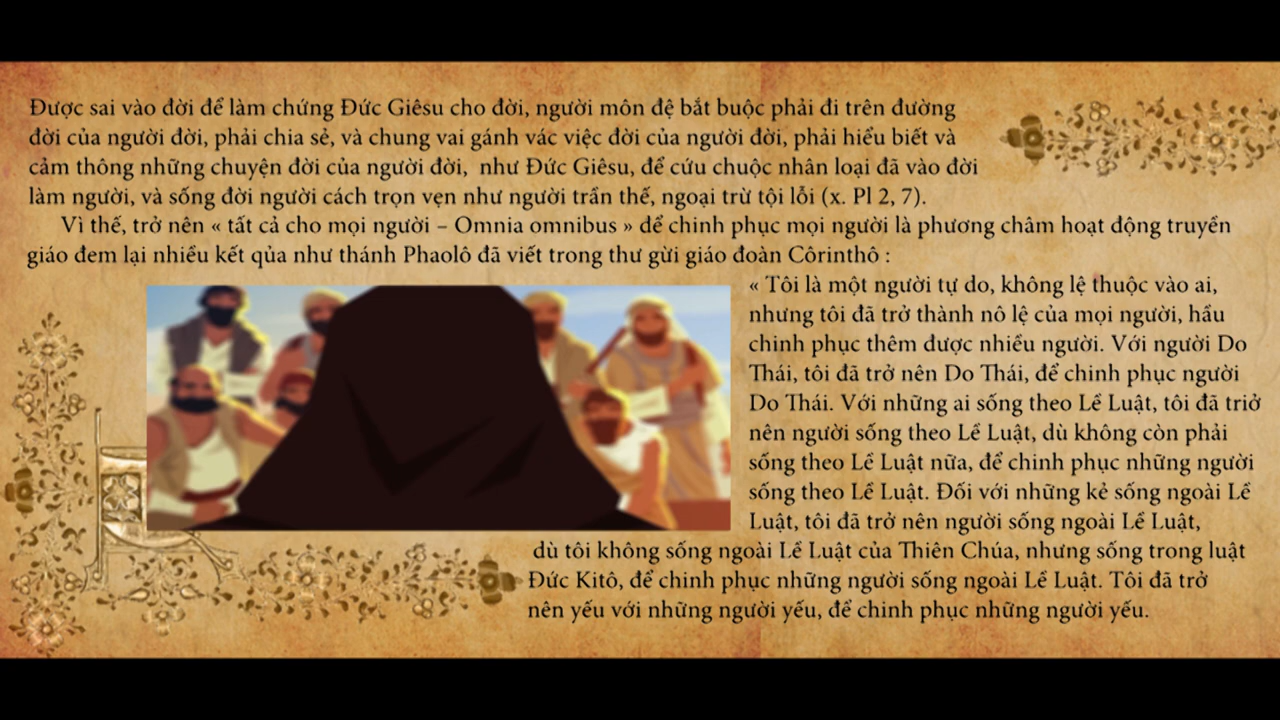 Được sai vào đời để làm chứng Đức Giêsu cho đời, người môn đệ bắt buộc phải đi trên đường
đời của người đời, phải chia sẻ, và chung vai gánh vác việc đời của người đời, phải hiểu biết và
cảm thông những chuyện đời của người đời, như Đức Giêsu, để cứu chuộc nhân loại đã vào đời
làm người, và sống đời người cách trọn vẹn như người trần thế, ngoại trừ tội lỗi (x. Pl 2, 7).
Vì thế, trở nên « tất cả cho mọi người – Omnia omnibus » để chinh phục mọi người là phương châm hoạt động truyền
giáo đem lại nhiều kết qủa như thánh Phaolô đã viết trong thư gửi giáo đoàn Côrinthô :
« Tôi là một người tự do, không lệ thuộc vào ai,
nhưng tôi đã trở thành nô lệ của mọi người, hầu
chinh phục thêm được nhiều người. Với người Do
Thái, tôi đã trở nên Do Thái, để chinh phục người
Do Thái. Với những ai sống theo Lề Luật, tôi đã triở
nên người sống theo Lề Luật, dù không còn phải
sống theo Lề Luật nữa, để chinh phục những người
sống theo Lề Luật. Đối với những kẻ sống ngoài Lề
Luật, tôi đã trở nên người sống ngoài Lề Luật,
dù tôi không sống ngoài Lề Luật của Thiên Chúa, nhưng sống trong luật
Đức Kitô, để chinh phục những người sống ngoài Lề Luật. Tôi đã trở
nên yếu với những người yếu, để chinh phục những người yếu.